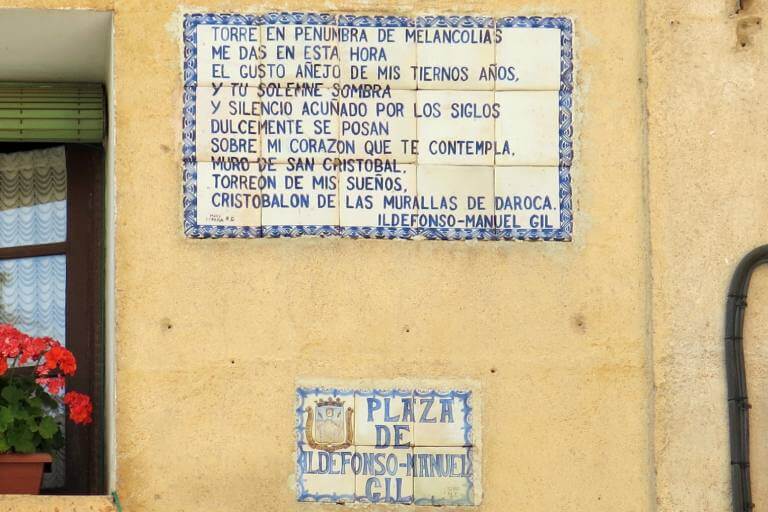 TORRE EN PENUMBRA DE MELANCOLIAS
ME DAS EN ESTA HORA
EL GUSTO AÑEJO DE MIS TIERNOS AÑOS,
Y TU SOLEMNE SOMBRA
Y SILENCIO ACUÑADO POR LOS SIGLOS
DULCEMENTE SE POSAN
SOBRE MI CORAZON QUE TE CONTEMPLA.
MURO DE SAN CRISTOBAL,
TORREON DE MIS SUEÑOS,
CRISTOBALON DE LAS MURALLAS DE DAROCA.
ILDEFONSO-MANUEL GIL
PLAZA
DE
ILDEFONSO-MANUEL
GIL